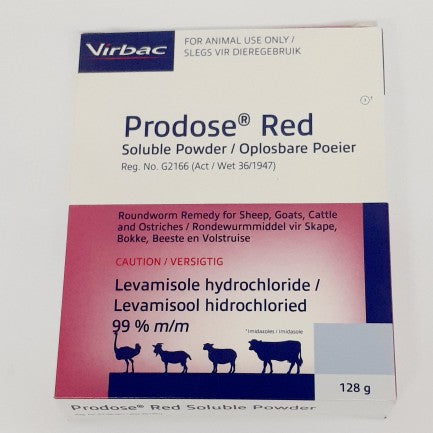 Virbac
FOR ANIMAL USE ONLY /
SLEGS VIR DIEREGEBRUIK
Prodose® Red
Soluble Powder / Oplosbare Poeier
Reg. No. G2166 (Act / Wet 36/1947)
Roundworm Remedy for Sheep, Goats, Cattle
and Ostriches / Rondewurmmiddel vir Skape,
Bokke, Beeste en Volstruise
CAUTION / VERSIGTIG
Levamisole hydrochloride /
Levamisool hidrochloried
99 % m/m
*Imidazoles / Imidasole
128 g
Prodose® Red Soluble Powder